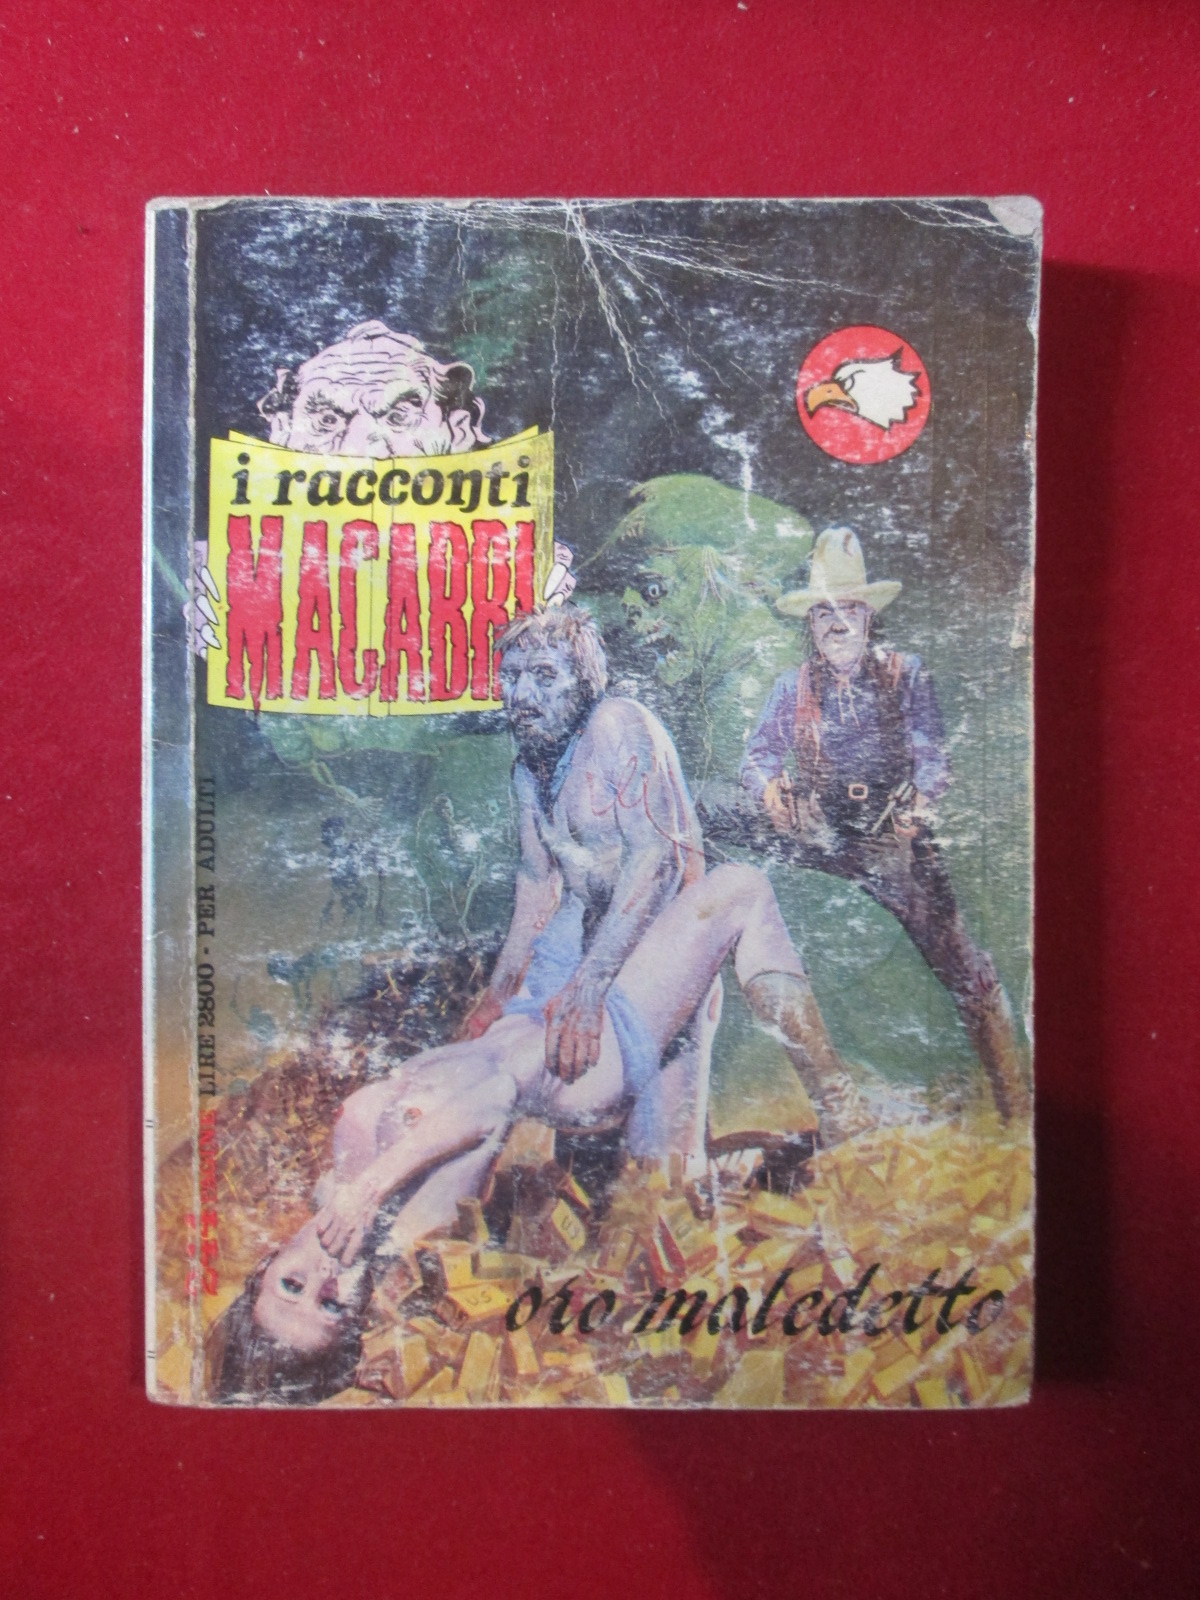 i racconti
MACABRI
LIRE 2800 - PER ADULTI
U.S
oro maledetto